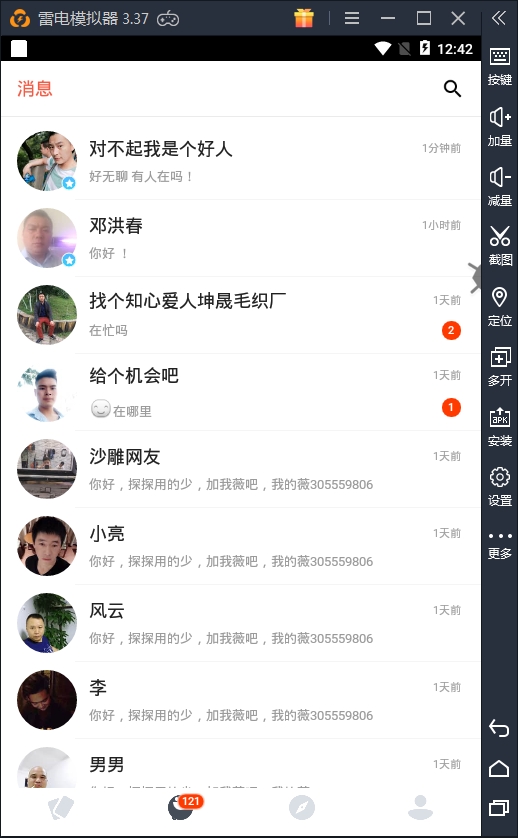 雷电模拟器 3.37
12:42
消息
对不起我是个好人
1分钟前
好无聊 有人在吗！
邓洪春
1小时前
你好 ！
找个知心爱人坤晟毛织厂
1天前
在忙吗
2
给个机会吧
1天前
在哪里
1
沙雕网友
1天前
你好，探探用的少，加我薇吧，我的薇305559806
小亮
1天前
你好，探探用的少，加我薇吧，我的薇305559806
风云
1天前
你好，探探用的少，加我薇吧，我的薇305559806
李
1天前
你好，探探用的少，加我薇吧，我的薇305559806
男男
1天前
121
按键
加量
减量
截图
定位
多开
APK
安装
设置
更多